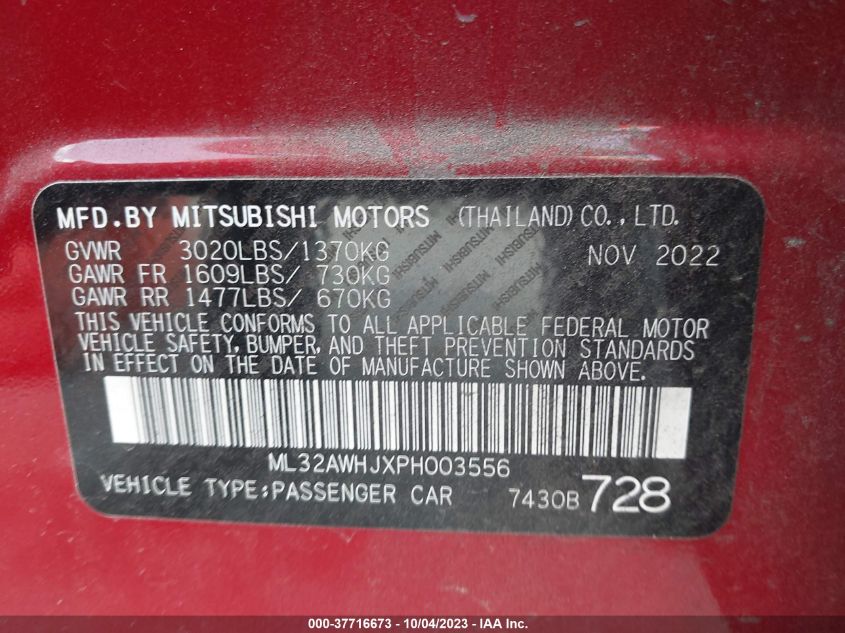 MFD.BY MITSUBISHI MOTORS (THAILAND)CO.,LTD.
GVWR 3020LBS/1370KG NOV 2022
GAWR FR 1609LBS/ 730KG
GAWR RR 1477LBS/ 670KG
THIS VEHICLE CONFORMS TO ALL APPLICABLE FEDERAL MOTOR
VEHICLE SAFETY, BUMPER, AND THEFT PREVENTION STANDARDS
IN EFFECT ON THE DATE OF MANUFACTURE SHOWN ABOVE.
ML32AWHJXPH003556
VEHICLE TYPE:PASSENGER CAR 7430B 728
000-37716673 - 10/04/2023 - IAA Inc.